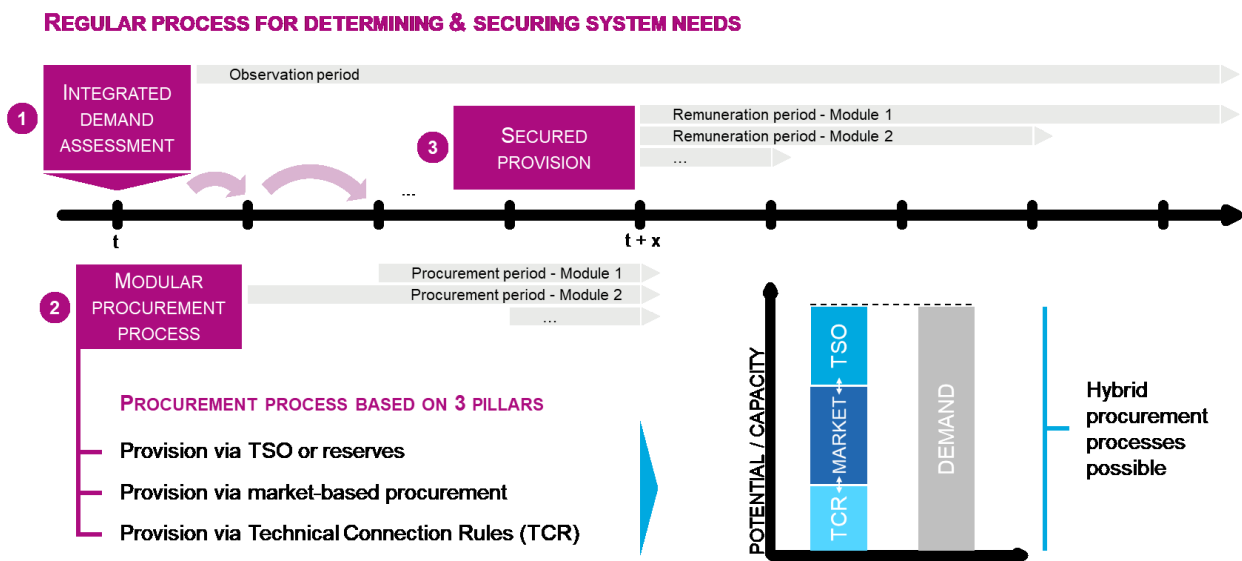 REGULAR PROCESS FOR DETERMINING & SECURING SYSTEM NEEDS
1
INTEGRATED
DEMAND
ASSESSMENT
Observation period
3
SECURED
PROVISION
Remuneration period - Module 1
Remuneration period - Module 2
...
...
t
t + x
2
MODULAR
PROCUREMENT
PROCESS
Procurement period - Module 1
Procurement period - Module 2
...
PROCUREMENT PROCESS BASED ON 3 PILLARS
Provision via TSO or reserves
Provision via market-based procurement
Provision via Technical Connection Rules (TCR)
POTENTIAL / CAPACITY
TSO
MARKET
TCR
DEMAND
Hybrid
procurement
processes
possible